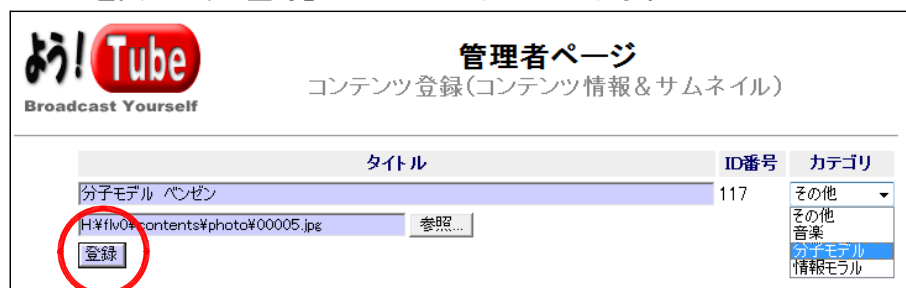 よう! Tube
Broadcast Yourself
管理者ページ
コンテンツ登録(コンテンツ情報&サムネイル)
タイトル ID番号 カテゴリ
分子モデル ベンゼン 117 その他
H:¥flv0¥contents¥photo¥00005.jpg 参照...
その他
音楽
分子モデル
情報モラル
登録